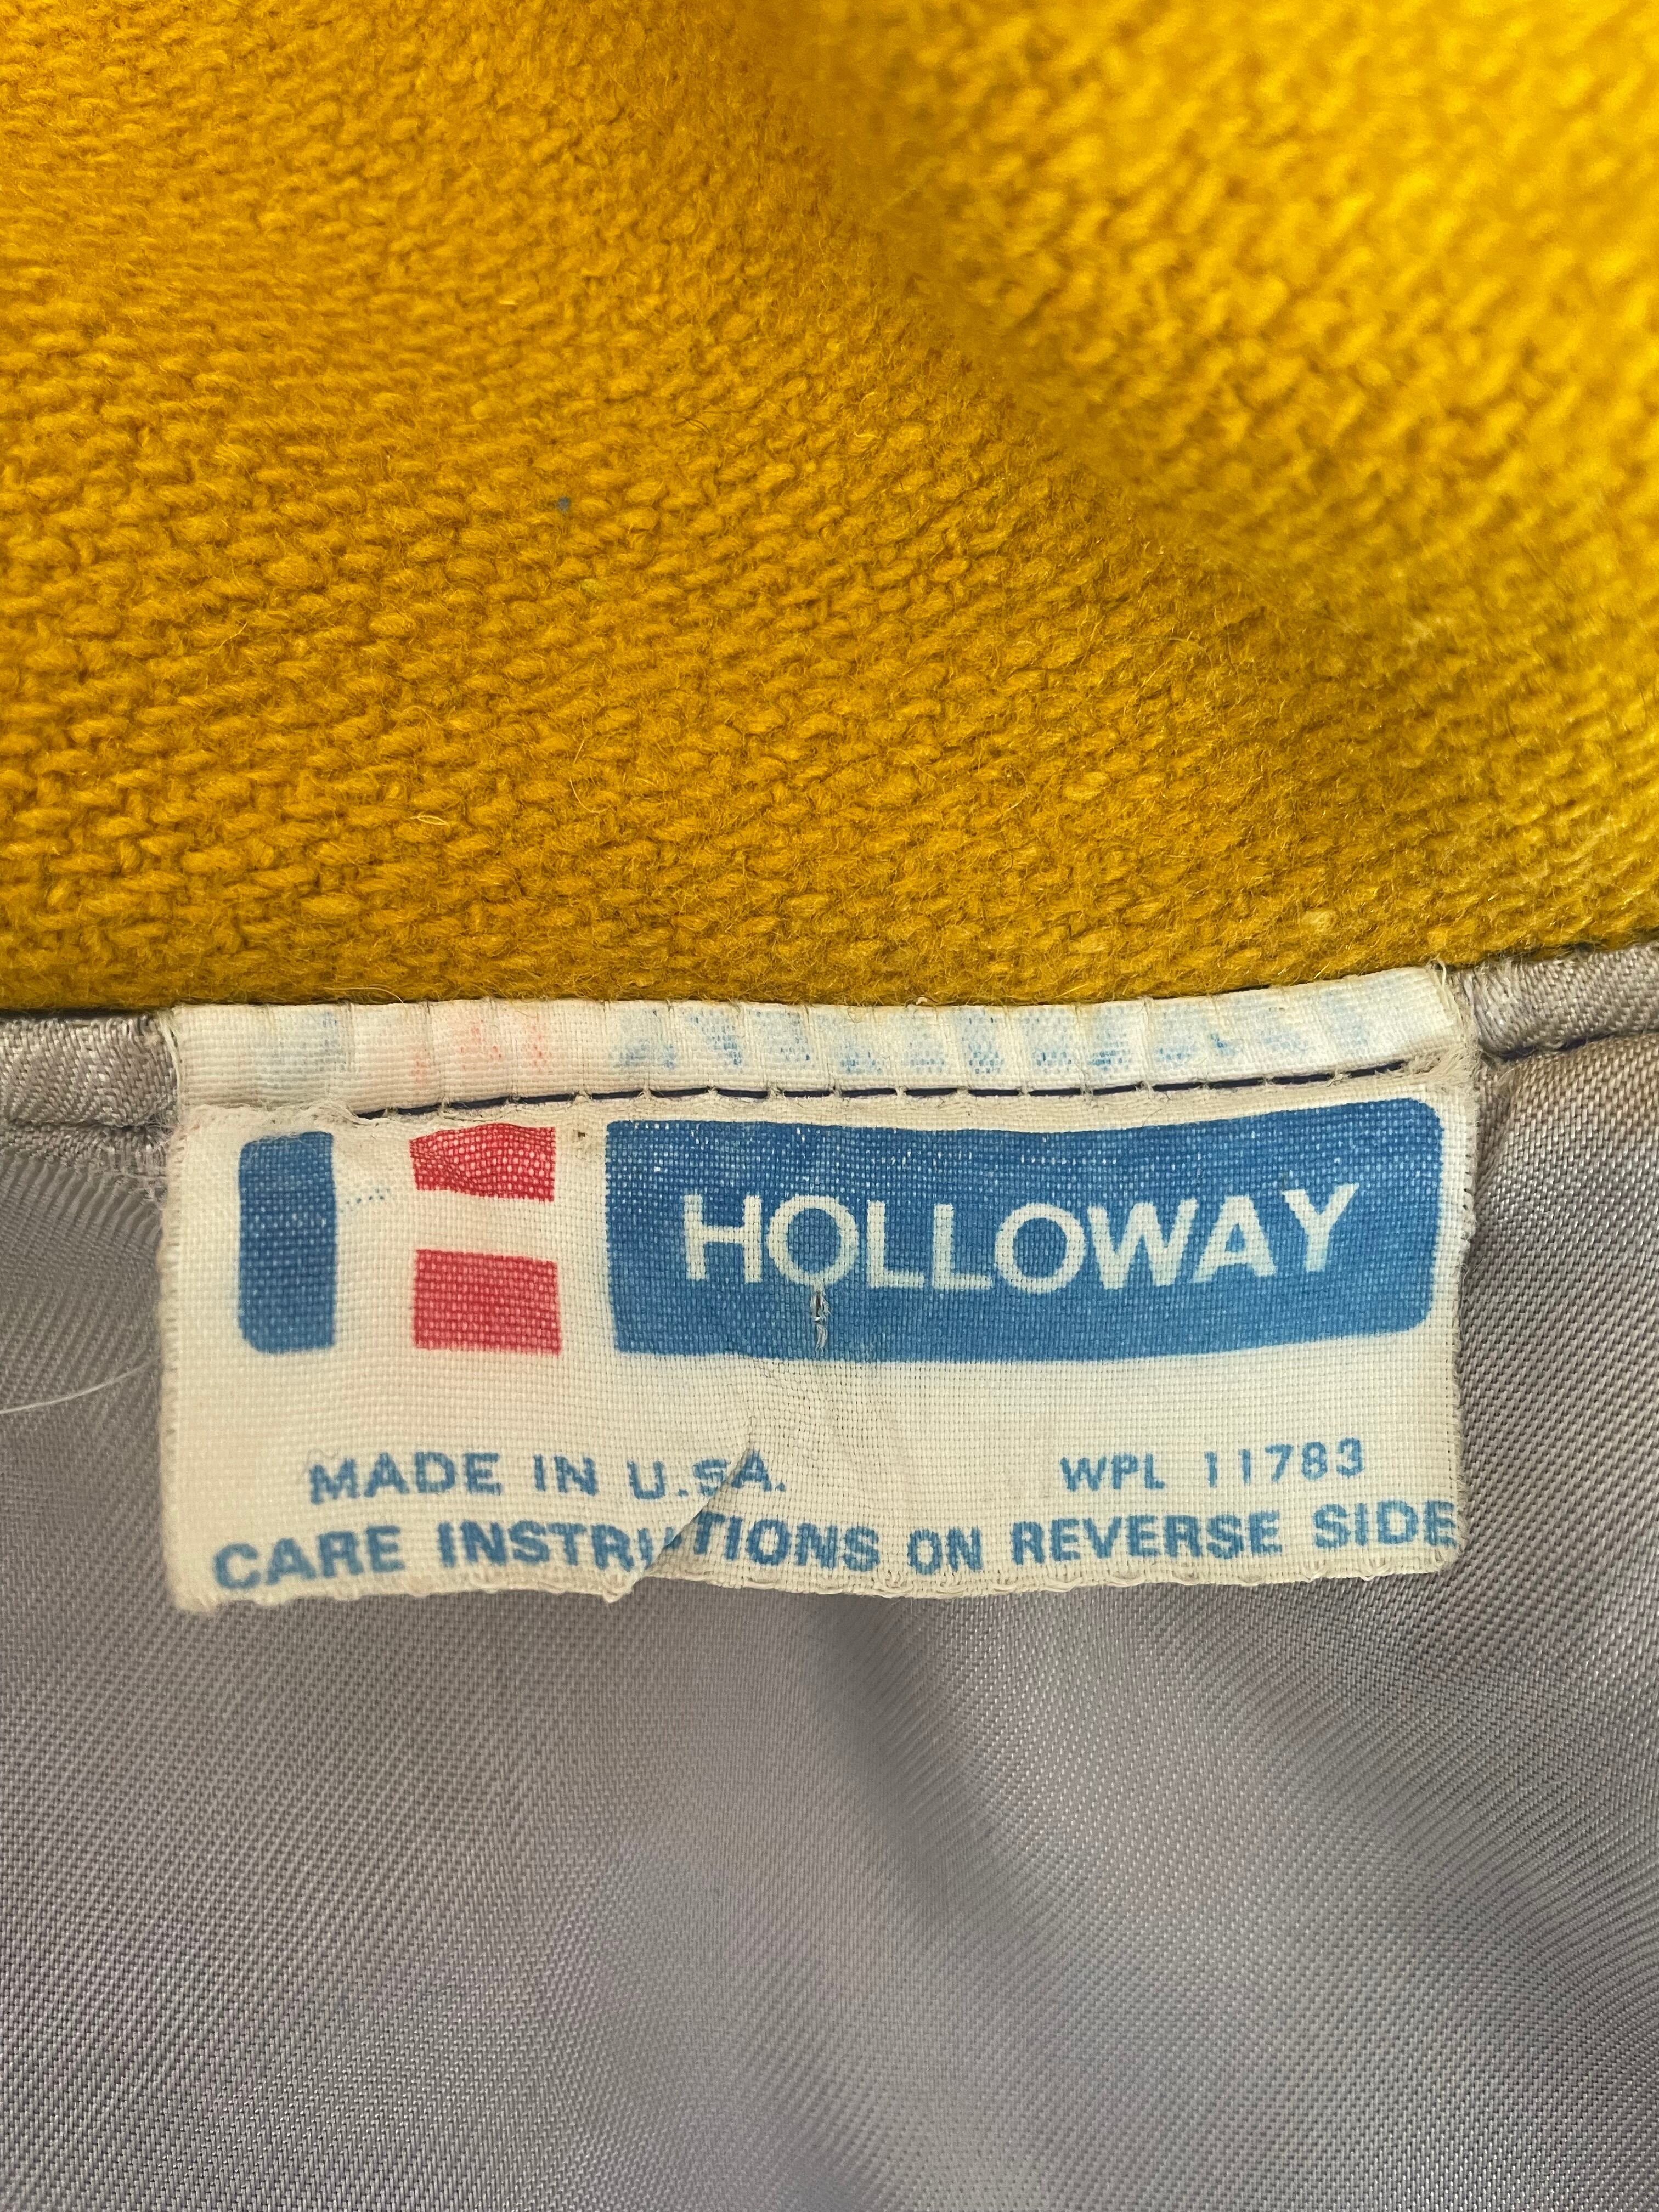 HOLLOWAY
MADE IN U.S.A. WPL 11783
CARE INSTRUCTIONS ON REVERSE SIDE